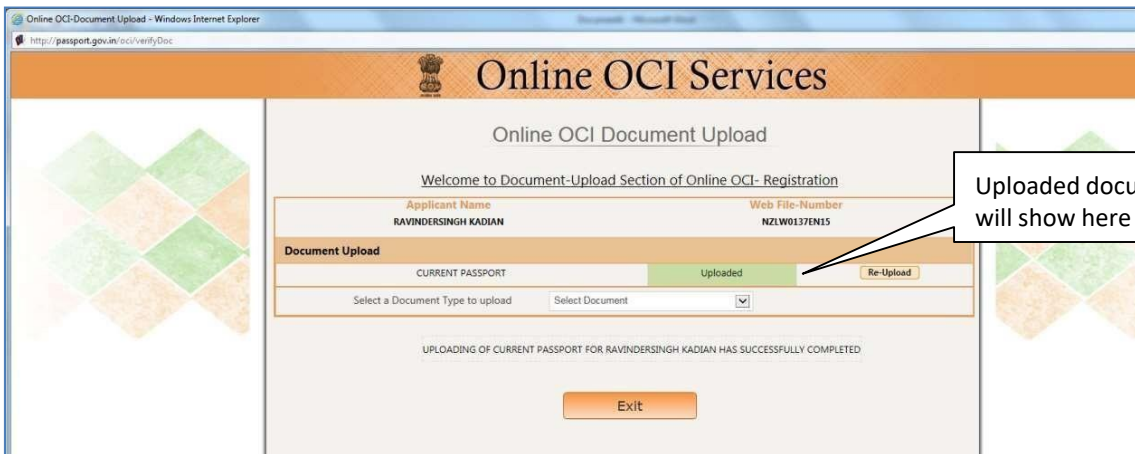 Online OCI-Document Upload - Windows Internet Explorer
http://passport.gov.in/oci/verifyDoc
Online OCI Services
Online OCI Document Upload
Welcome to Document-Upload Section of Online OCI- Registration
Applicant Name Web File-Number
RAVINDERSINGH KADIAN NZLW0137EN15
Uploaded docu
will show here
Document Upload
CURRENT PASSPORT Uploaded Re-Upload
Select a Document Type to upload Select Document
UPLOADING OF CURRENT PASSPORT FOR RAVINDERSINGH KADIAN HAS SUCCESSFULLY COMPLETED
Exit